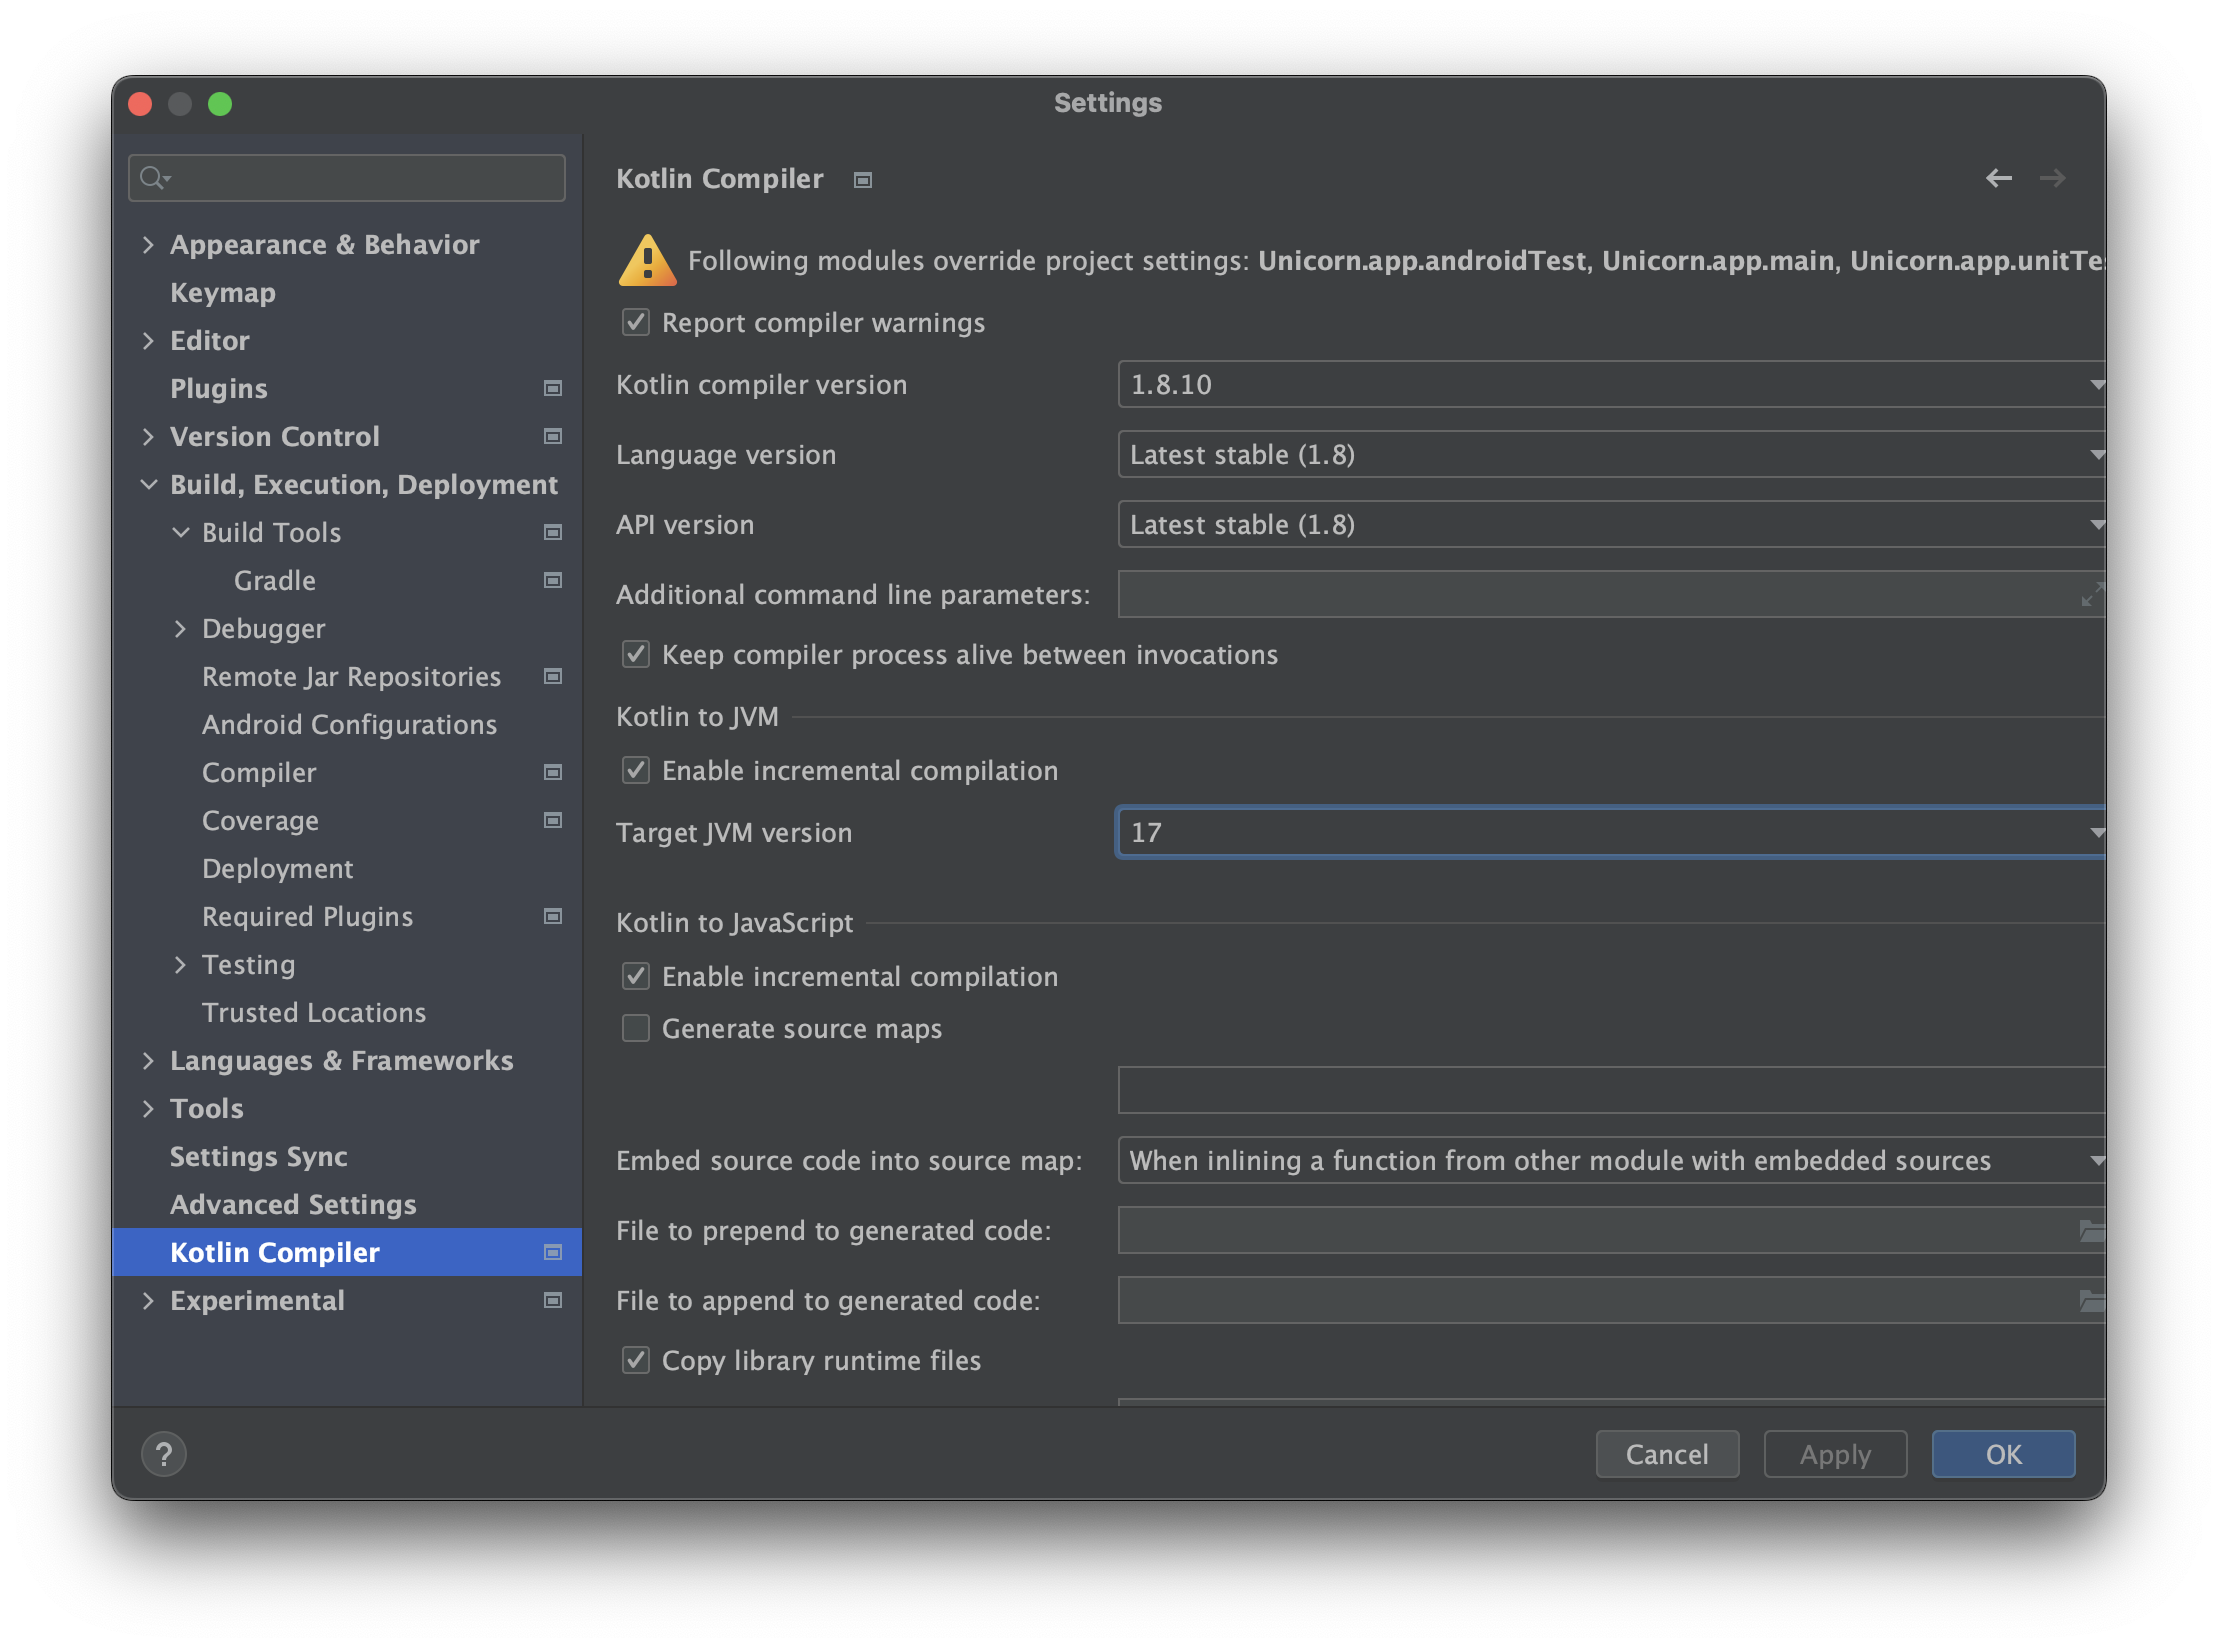 Settings
Appearance & Behavior
Keymap
Editor
Plugins
Version Control
Build, Execution, Deployment
Build Tools
Gradle
Debugger
Remote Jar Repositories
Android Configurations
Compiler
Coverage
Deployment
Required Plugins
Testing
Trusted Locations
Languages & Frameworks
Tools
Settings Sync
Advanced Settings
Kotlin Compiler
Experimental
Kotlin Compiler
Following modules override project settings: Unicorn.app.androidTest, Unicorn.app.main, Unicorn.app.unitTe
Report compiler warnings
Kotlin compiler version 1.8.10
Language version Latest stable (1.8)
API version Latest stable (1.8)
Additional command line parameters:
Keep compiler process alive between invocations
Kotlin to JVM
Enable incremental compilation
Target JVM version 17
Kotlin to JavaScript
Enable incremental compilation
Generate source maps
Embed source code into source map: When inlining a function from other module with embedded sources
File to prepend to generated code:
File to append to generated code:
Copy library runtime files
? Cancel Apply OK